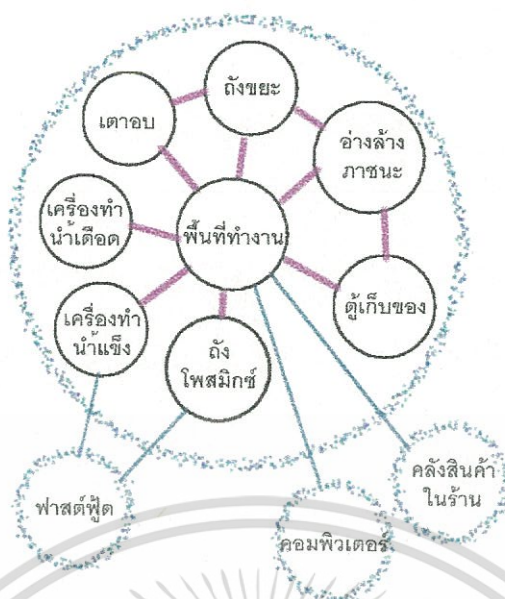 ถังขยะ
เตาอบ
อ่างล้าง
ภาชนะ
เครื่องทำ
น้ำเดือด
พื้นที่ทำงาน
ตู้เก็บของ
เครื่องทำ
น้ำแข็ง
ถัง
โพสมิกซ์
คลังสินค้า
ในร้าน
ฟาสต์ฟู้ด
คอมพิวเตอร์